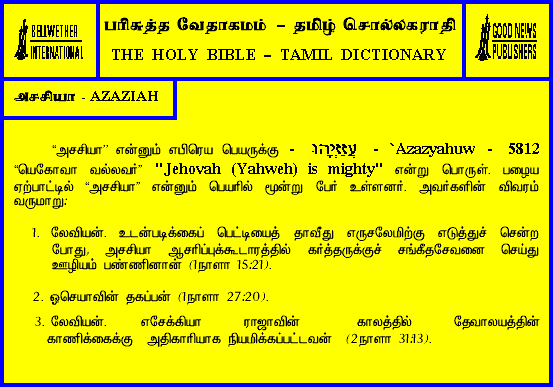 BELLWETHER
INTERNATIONAL
பரிசுத்த வேதாகமம் – தமிழ் சொல்லகராதி
THE HOLY BIBLE – TAMIL DICTIONARY
GOOD NEWS
PUBLISHERS
அசசியா - AZAZIAH
“அசசியா” என்னும் எபிரெய பெயருக்கு - עֲזַזְיָהוּ - `Azazyahuw - 5812
“யெகோவா வல்லவர்” "Jehovah (Yahweh) is mighty" என்று பொருள். பழைய
ஏற்பாட்டில் “அசசியா” என்னும் பெயரில் மூன்று பேர் உள்ளனர். அவர்களின் விவரம்
வருமாறு:
1. லேவியன். உடன்படிக்கைப் பெட்டியைத் தாவீது எருசலேமிற்கு எடுத்துச் சென்ற
போது, அசசியா ஆசரிப்புக்கூடாரத்தில் கர்த்தருக்குச் சங்கீதசேவனை செய்து
ஊழியம் பண்ணினான் (1நாளா 15:21).
2. ஒசெயாவின் தகப்பன் (1நாளா 27:20).
3. லேவியன். எசேக்கியா ராஜாவின் காலத்தில் தேவாலயத்தின்
காணிக்கைக்கு அதிகாரியாக நியமிக்கப்பட்டவன் (2நாளா 31:13).